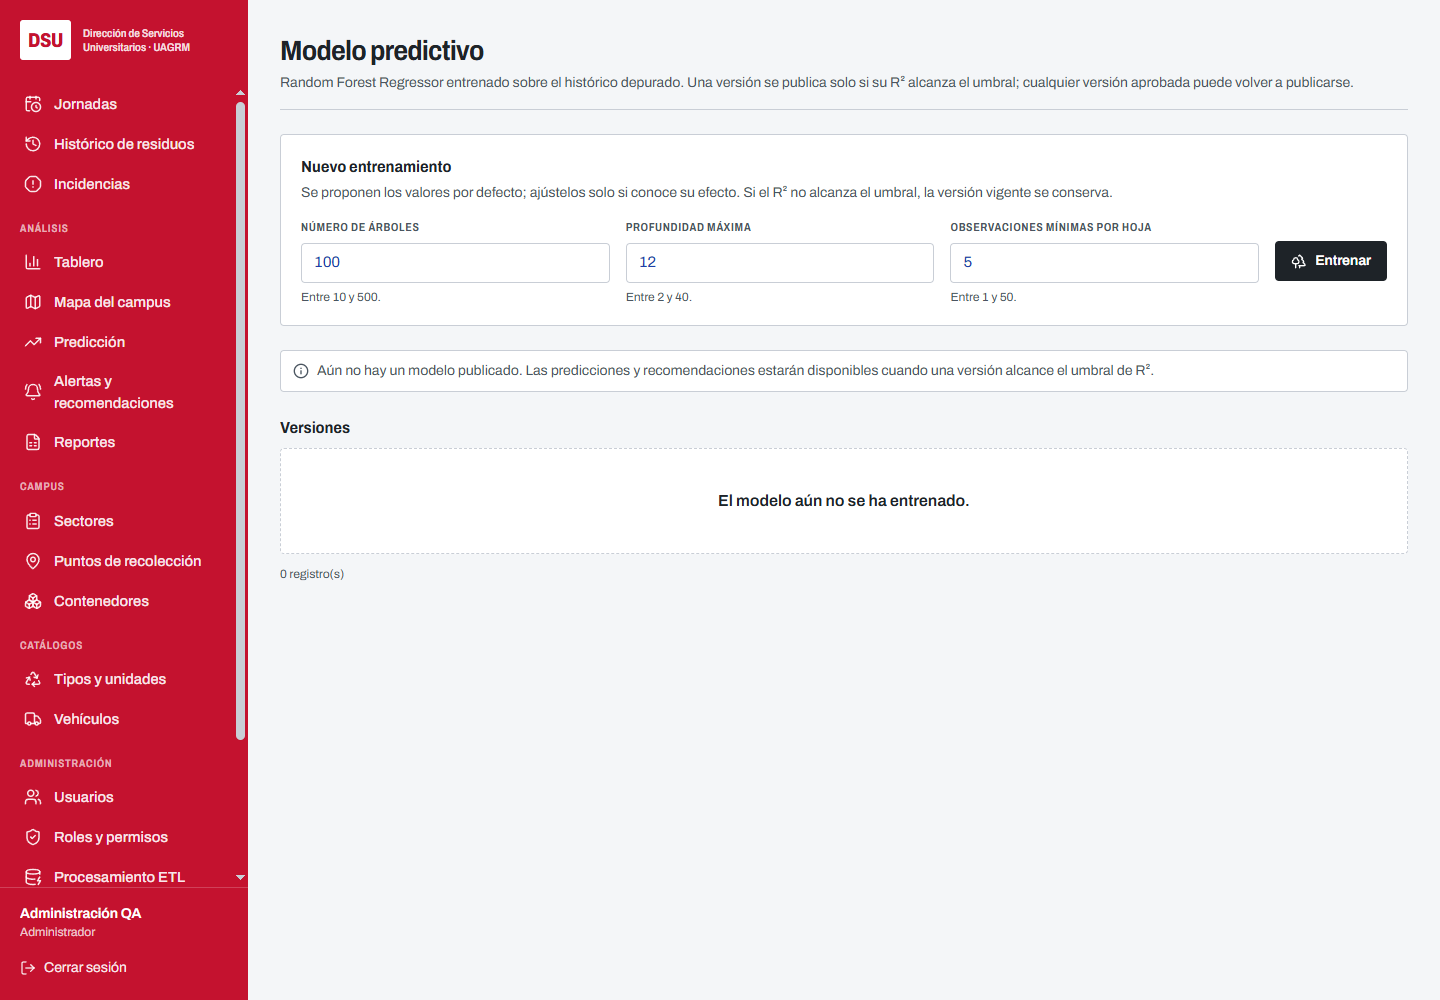 DSU
Dirección de Servicios
Universitarios · UAGRM
Jornadas
Histórico de residuos
Incidencias
ANÁLISIS
Tablero
Mapa del campus
Predicción
Alertas y
recomendaciones
Reportes
CAMPUS
Sectores
Puntos de recolección
Contenedores
CATÁLOGOS
Tipos y unidades
Vehículos
ADMINISTRACIÓN
Usuarios
Roles y permisos
Procesamiento ETL
Administración QA
Administrador
Cerrar sesión
Modelo predictivo
Random Forest Regressor entrenado sobre el histórico depurado. Una versión se publica solo si su R² alcanza el umbral; cualquier versión aprobada puede volver a publicarse.
Nuevo entrenamiento
Se proponen los valores por defecto; ajústelos solo si conoce su efecto. Si el R² no alcanza el umbral, la versión vigente se conserva.
NÚMERO DE ÁRBOLES
100
Entre 10 y 500.
PROFUNDIDAD MÁXIMA
12
Entre 2 y 40.
OBSERVACIONES MÍNIMAS POR HOJA
5
Entre 1 y 50.
Entrenar
Aún no hay un modelo publicado. Las predicciones y recomendaciones estarán disponibles cuando una versión alcance el umbral de R².
Versiones
El modelo aún no se ha entrenado.
0 registro(s)